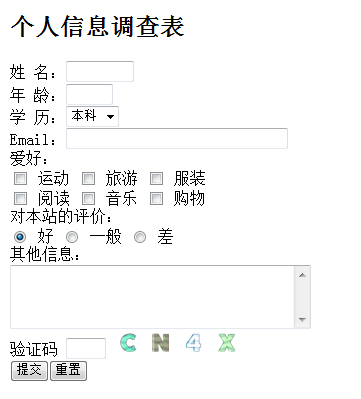 个人信息调查表
姓 名：
年 龄：
学 历： 本科
Email：
爱好：
运动 旅游 服装
阅读 音乐 购物
对本站的评价：
好 一般 差
其他信息：
验证码 C N 4 X
提交 重置